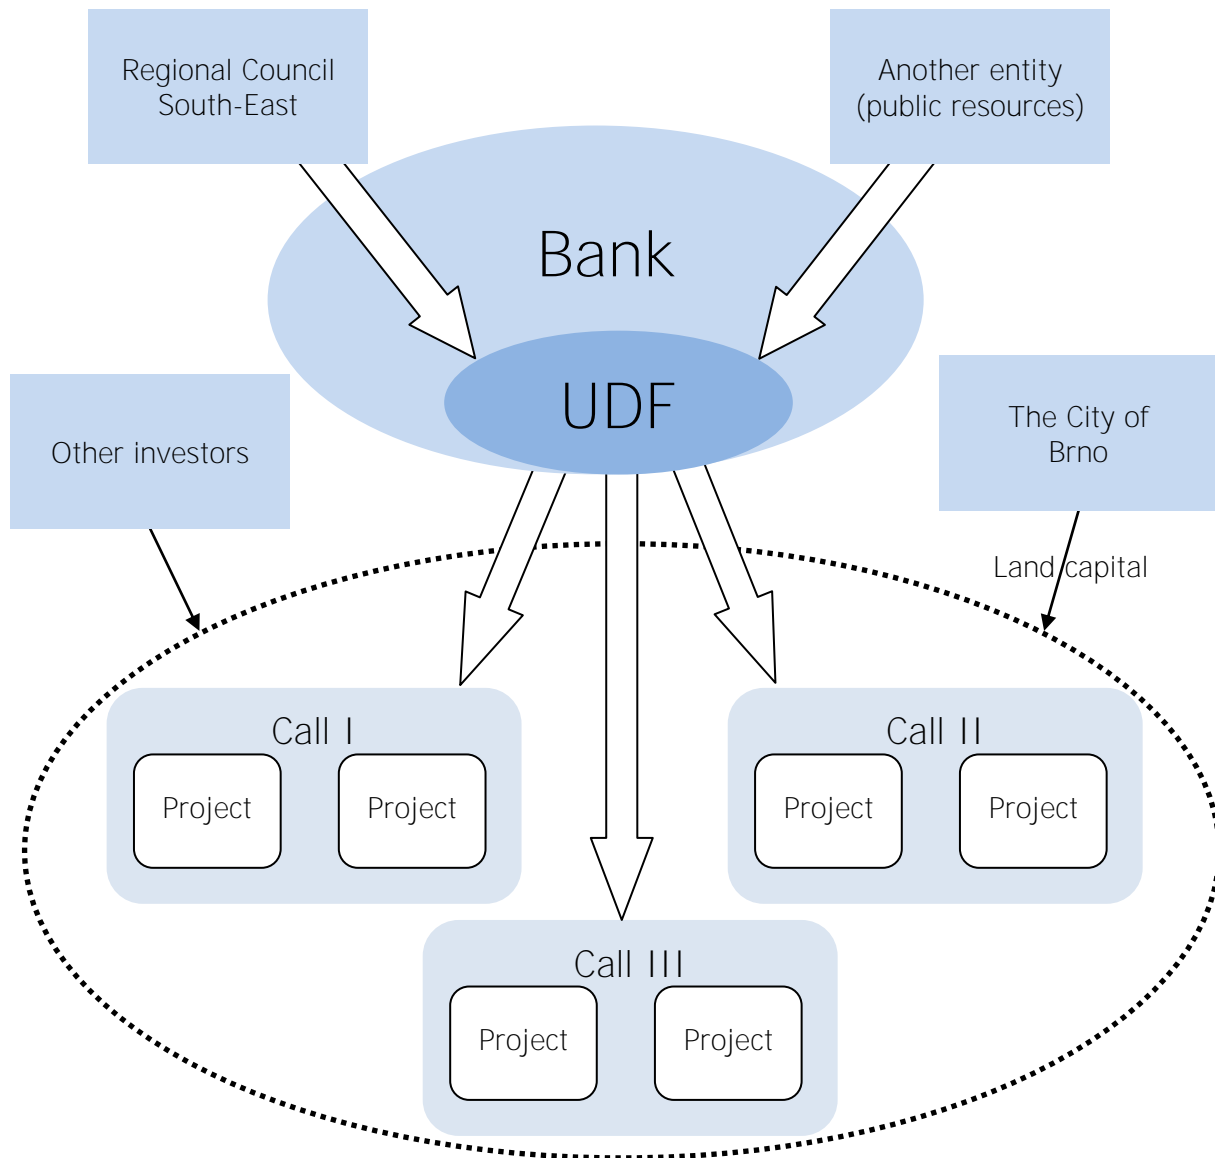 Regional Council
South-East
Another entity
(public resources)
Bank
UDF
Other investors
The City of
Brno
Land capital
Call I
Project
Project
Call II
Project
Project
Call III
Project
Project